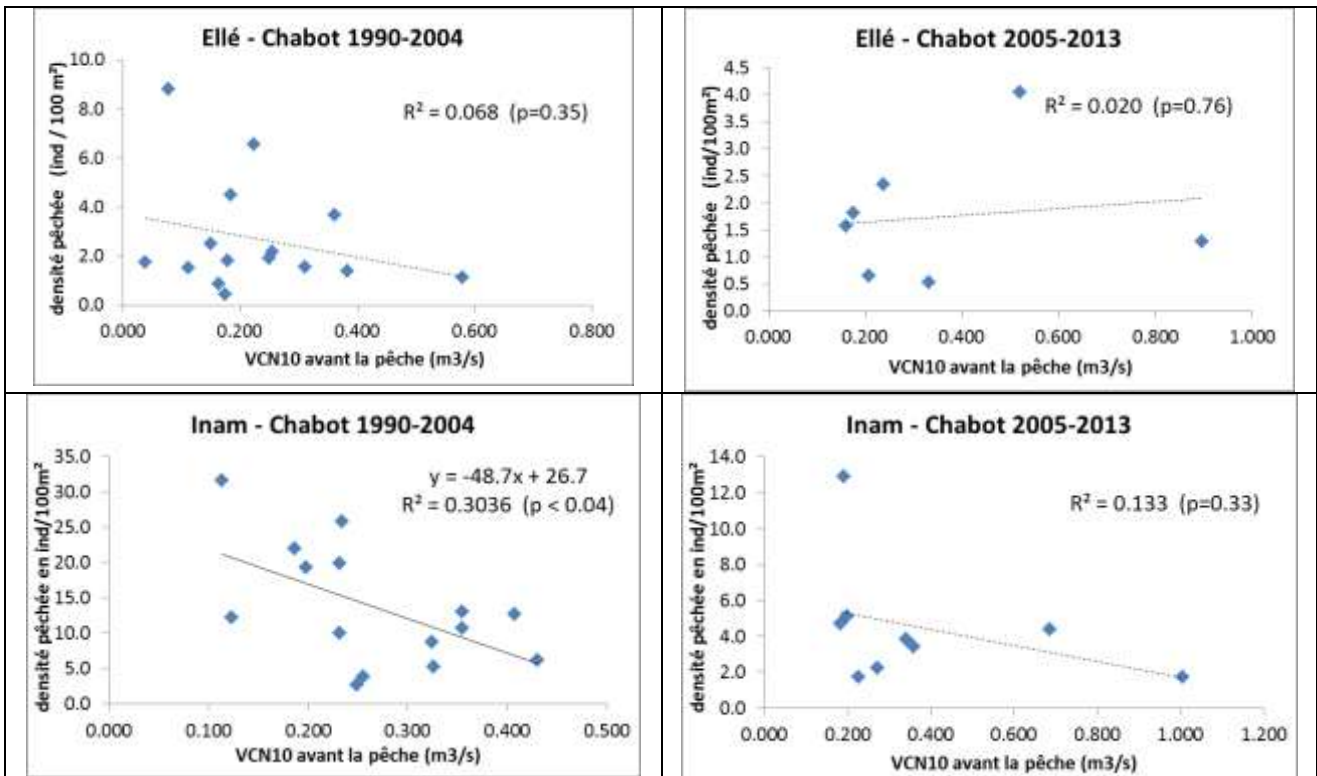 Ellé - Chabot 1990-2004
densité pêchée (ind / 100 m²)
10.0
8.0
6.0
4.0
2.0
0.0
R² = 0.068 (p=0.35)
0.000 0.200 0.400 0.600 0.800
VCN10 avant la pêche (m3/s)
Ellé - Chabot 2005-2013
densité pêchée (ind/100m²)
4.5
4.0
3.5
3.0
2.5
2.0
1.5
1.0
0.5
0.0
R² = 0.020 (p=0.76)
0.000 0.200 0.400 0.600 0.800 1.000
VCN10 avant la pêche (m3/s)
Inam - Chabot 1990-2004
densité pêchée en ind/100m²
35.0
30.0
25.0
20.0
15.0
10.0
5.0
0.0
y = -48.7x + 26.7
R² = 0.3036 (p < 0.04)
0.000 0.100 0.200 0.300 0.400 0.500
VCN10 avant la pêche (m3/s)
Inam - Chabot 2005-2013
densité pêchée en ind/100m²
14.0
12.0
10.0
8.0
6.0
4.0
2.0
0.0
R² = 0.133 (p=0.33)
0.000 0.200 0.400 0.600 0.800 1.000 1.200
VCN10 avant la pêche (m3/s)